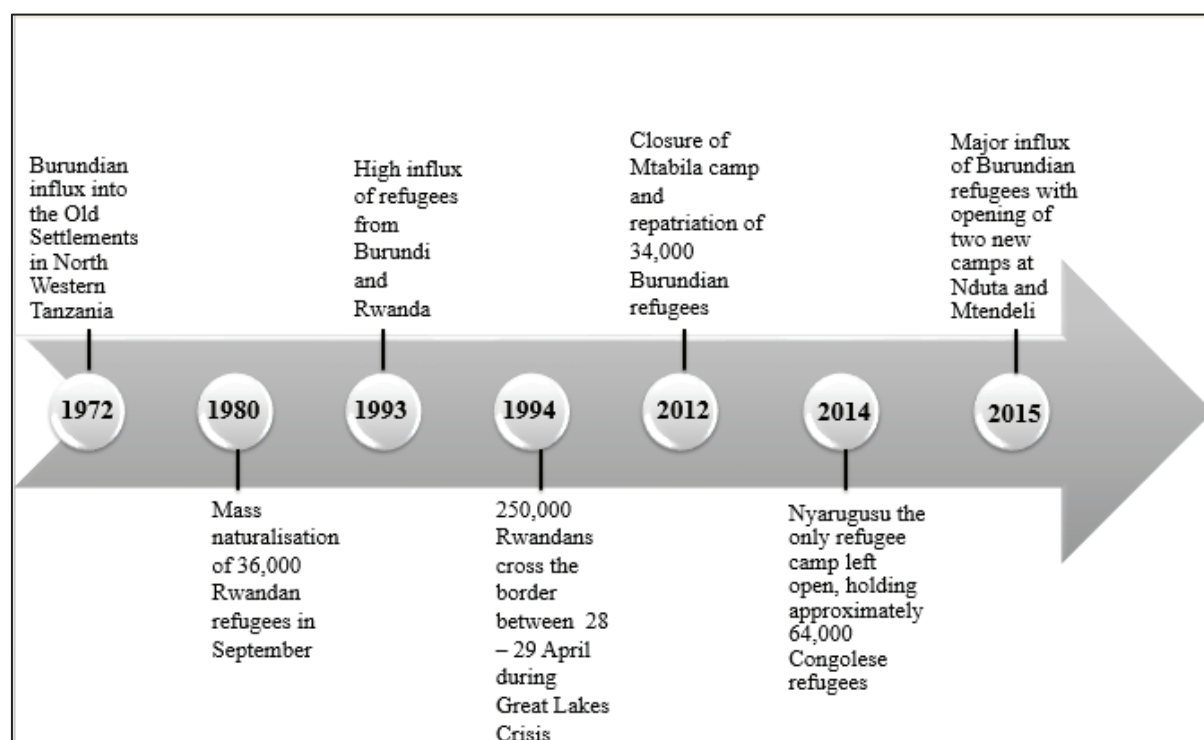 Burundian
influx into
the Old
Settlements
in North
Western
Tanzania
High influx
of refugees
from
Burundi
and
Rwanda
Closure of
Mtabila camp
and
repatriation of
34,000
Burundian
refugees
Major influx
of Burundian
refugees with
opening of
two new
camps at
Nduta and
Mtendeli
1972
1980
1993
1994
2012
2014
2015
Mass
naturalisation
of 36,000
Rwandan
refugees in
September
250,000
Rwandans
cross the
border
between 28
– 29 April
during
Great Lakes
Crisis
Nyarugusu the
only refugee
camp left
open, holding
approximately
64,000
Congolese
refugees